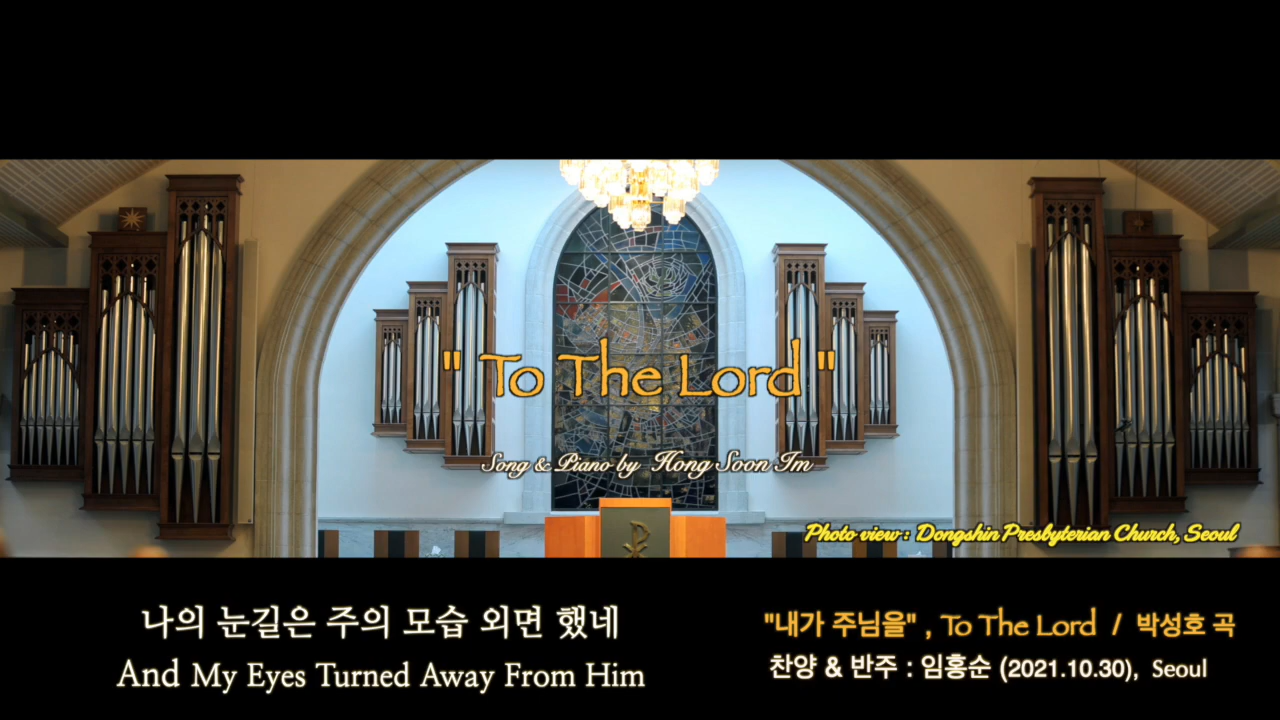 " To The Lord "
Song & Piano by Hong Soon Im
Photo view : Dongshin Presbyterian Church, Seoul
나의 눈길은 주의 모습 외면 했네
And My Eyes Turned Away From Him
"내가 주님을" , To The Lord / 박성호 곡
찬양 & 반주 : 임홍순 (2021.10.30), Seoul